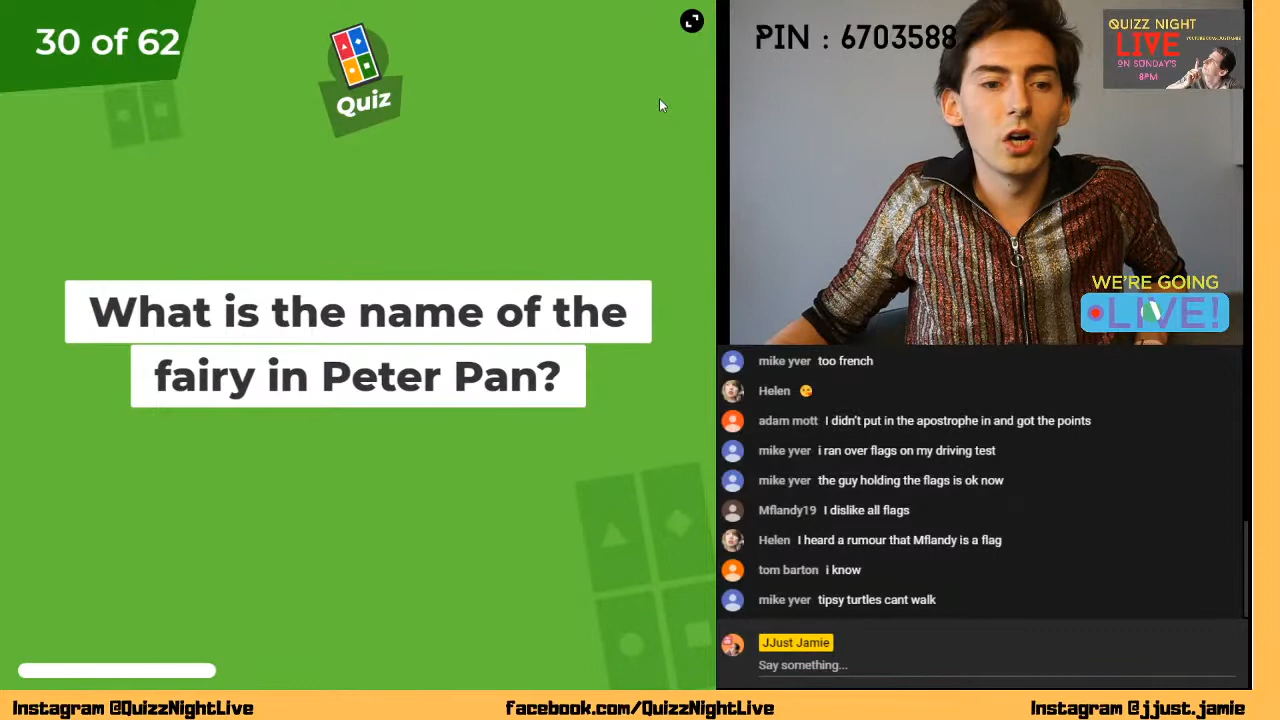 30 of 62
Quiz
What is the name of the
fairy in Peter Pan?
PIN : 6703588
QUIZZ NIGHT
LIVE
ON SUNDAY'S
8PM
WE'RE GOING
LIVE!
mike yver too french
Helen 😘
adam mott I didn't put in the apostrophe in and got the points
mike yver i ran over flags on my driving test
mike yver the guy holding the flags is ok now
Mflandy19 I dislike all flags
Helen I heard a rumour that Mflandy is a flag
tom barton i know
mike yver tipsy turtles cant walk
JJust Jamie
Say something...
Instagram @QuizzNightLive
facebook.com/QuizzNightLive
Instagram @jjust.jamie